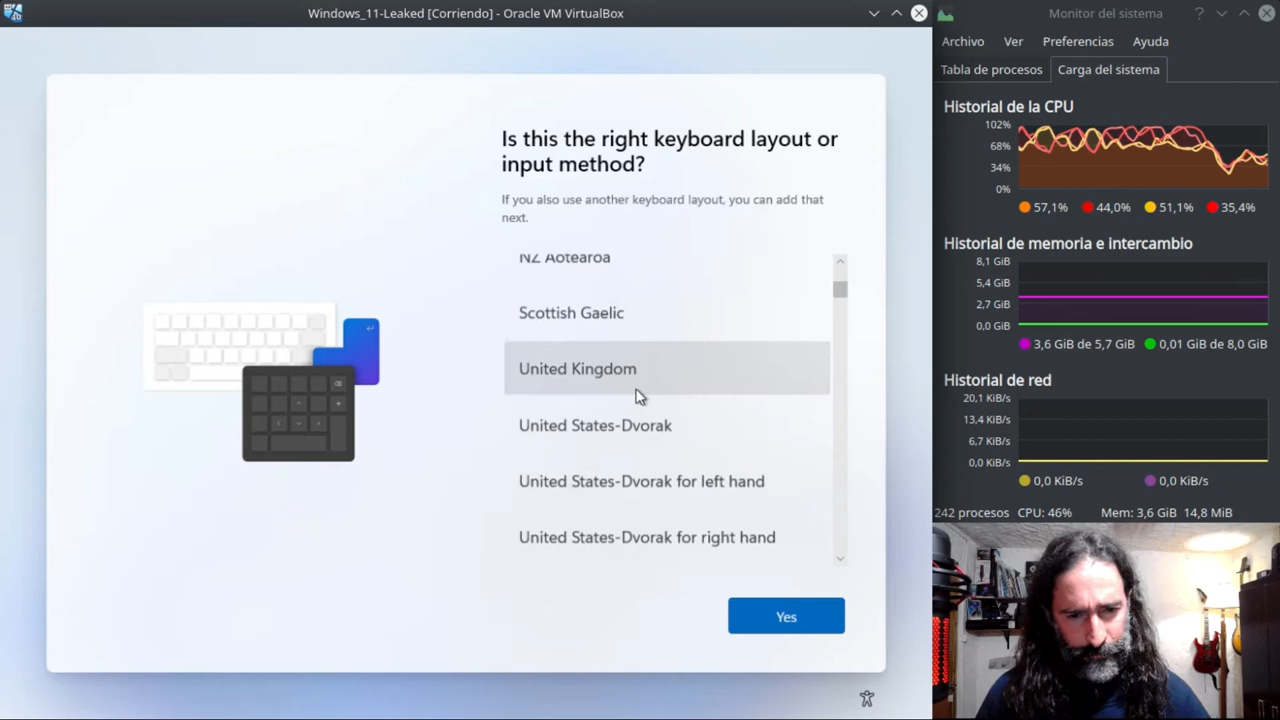 Windows_11-Leaked [Corriendo] - Oracle VM VirtualBox
Is this the right keyboard layout or
input method?
If you also use another keyboard layout, you can add that
next.
NZ Aotearoa
Scottish Gaelic
United Kingdom
United States-Dvorak
United States-Dvorak for left hand
United States-Dvorak for right hand
Yes
Monitor del sistema
Archivo Ver Preferencias Ayuda
Tabla de procesos Carga del sistema
Historial de la CPU
102%
68%
34%
0%
57,1% 44,0% 51,1% 35,4%
Historial de memoria e intercambio
8,1 GiB
5,4 GiB
2,7 GiB
0,0 GiB
3,6 GiB de 5,7 GiB 0,01 GiB de 8,0 GiB
Historial de red
20,1 KiB/s
13,4 KiB/s
6,7 KiB/s
0,0 KiB/s
0,0 KiB/s 0,0 KiB/s
242 procesos CPU: 46% Mem: 3,6 GiB 14,8 MiB